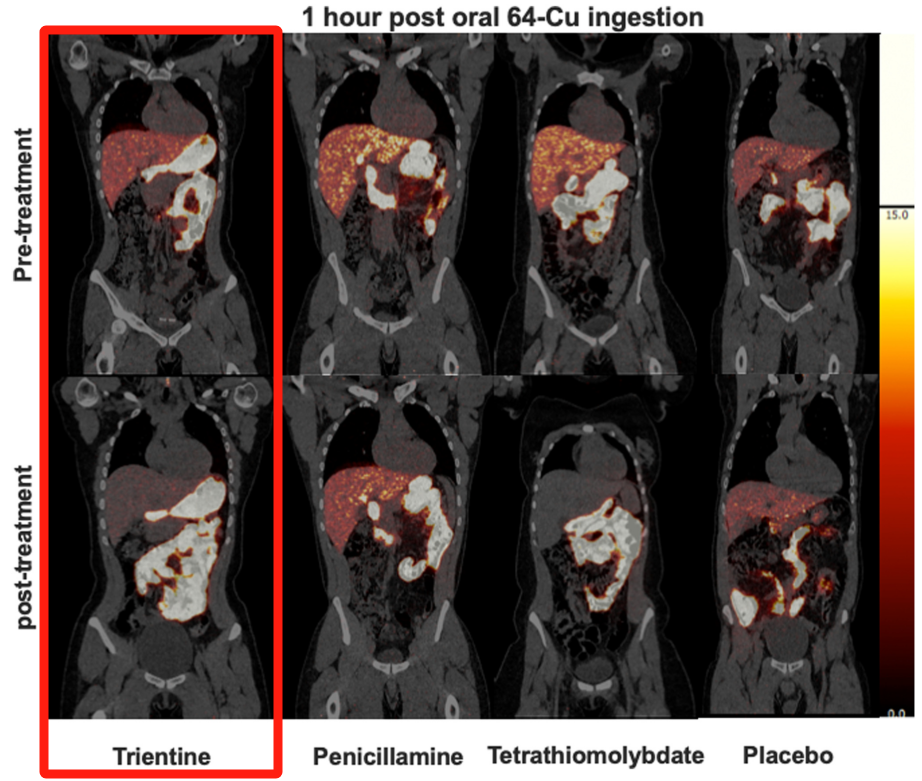 1 hour post oral 64-Cu ingestion
Pre-treatment
15.0
post-treatment
0.0
Trientine Penicillamine Tetrathiomolybdate Placebo